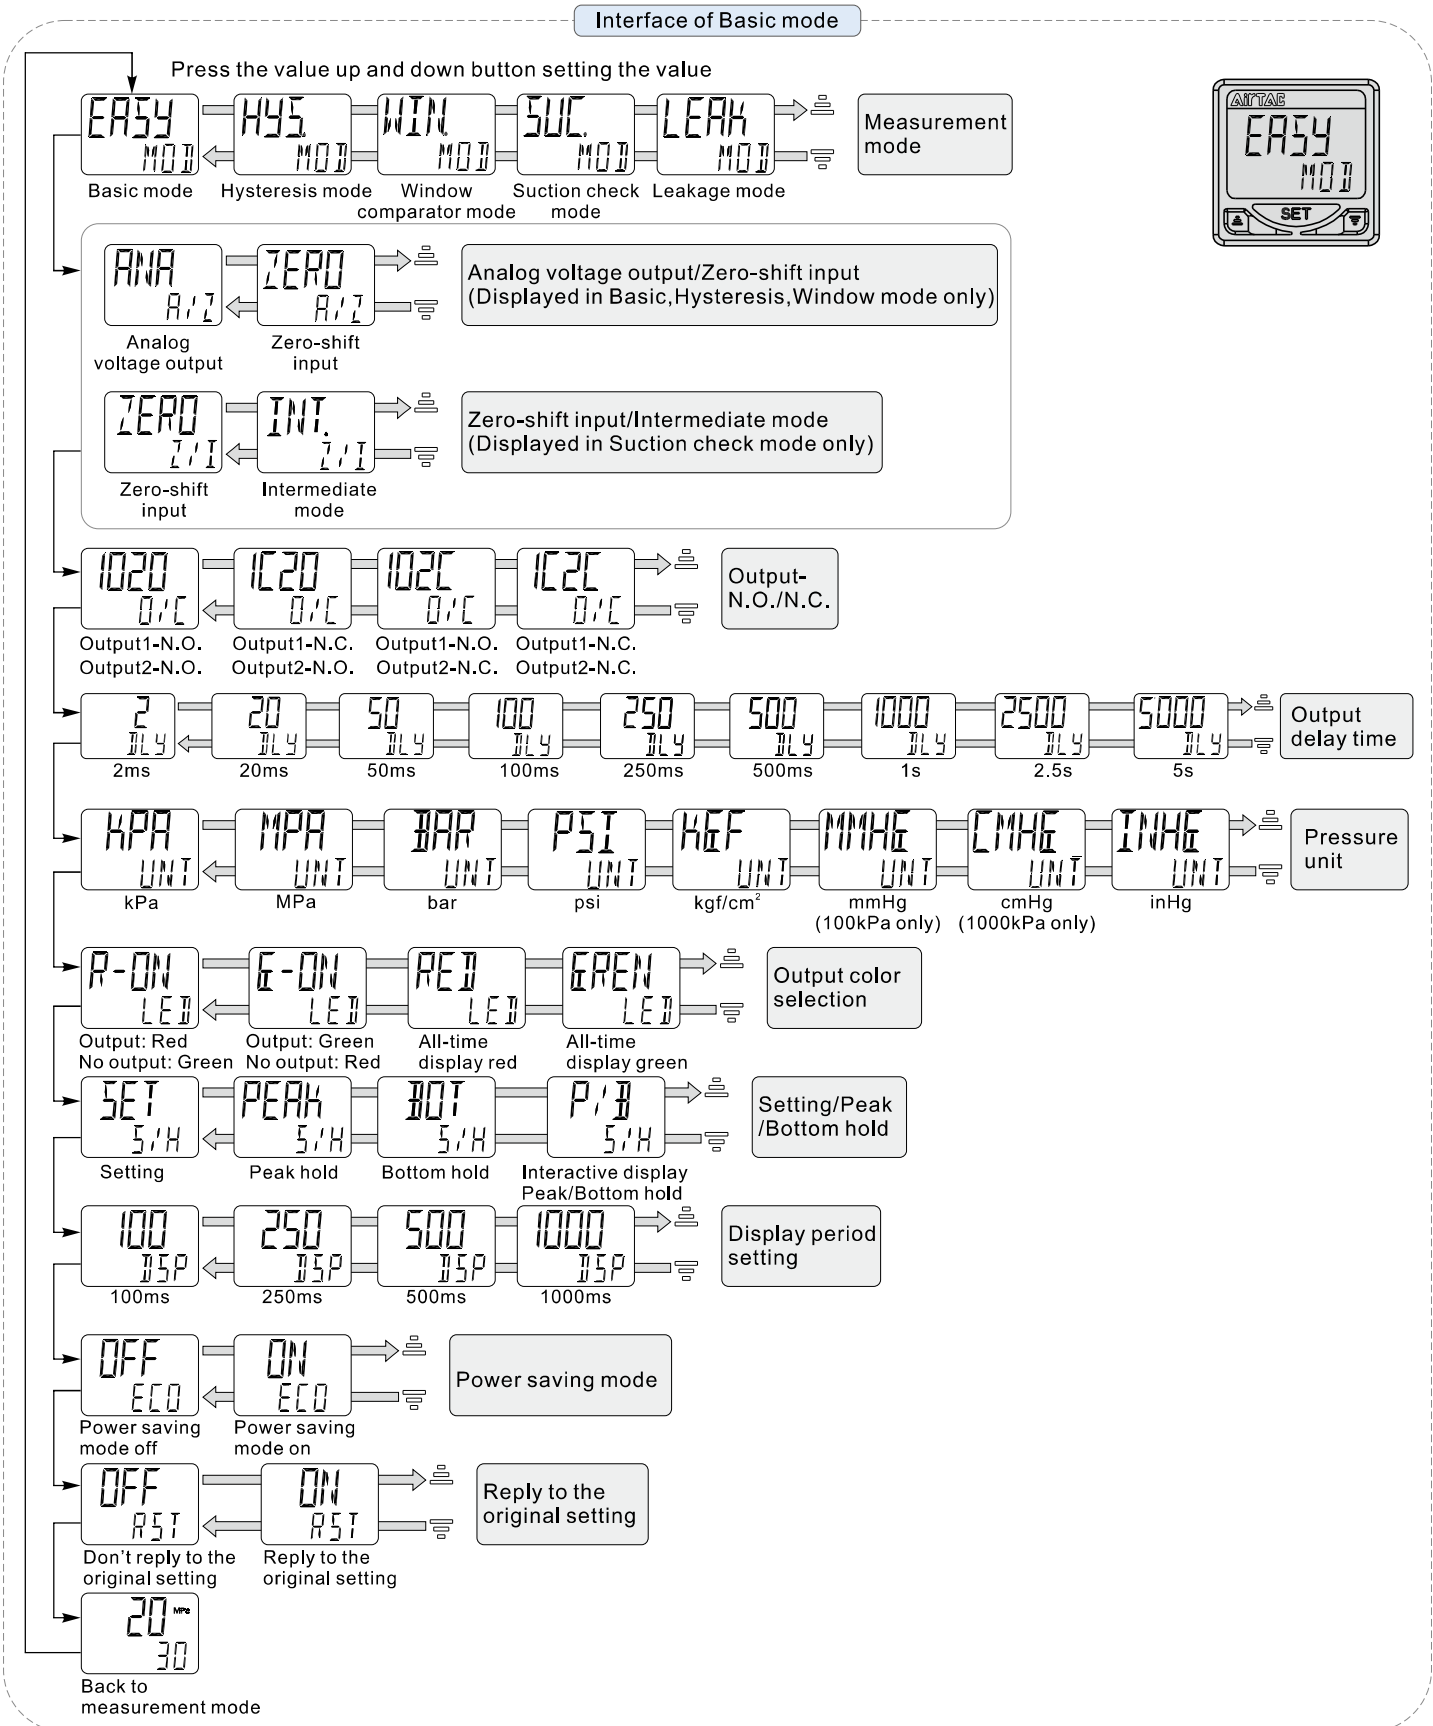 Interface of Basic mode
Press the value up and down button setting the value
EASY HYS. WIN. SUC. LEAK
MOD MOD MOD MOD MOD
Measurement
mode
Basic mode Hysteresis mode Window Suction check Leakage mode
comparator mode mode
AirTAC
EASY
MOD
SET
ANA ZERO
A/Z A/Z
Analog voltage output/Zero-shift input
(Displayed in Basic,Hysteresis,Window mode only)
Analog Zero-shift
voltage output input
ZERO INT.
Z/I Z/I
Zero-shift input/Intermediate mode
(Displayed in Suction check mode only)
Zero-shift Intermediate
input mode
1O2O 1C2O 1O2C 1C2C
O/C O/C O/C O/C
Output-
N.O./N.C.
Output1-N.O. Output1-N.C. Output1-N.O. Output1-N.C.
Output2-N.O. Output2-N.O. Output2-N.C. Output2-N.C.
2 20 50 100 250 500 1000 2500 5000
DLY DLY DLY DLY DLY DLY DLY DLY DLY
Output
delay time
2ms 20ms 50ms 100ms 250ms 500ms 1s 2.5s 5s
KPA MPA BAR PSI KGF MMHG CMHG INHG
UNT UNT UNT UNT UNT UNT UNT UNT
Pressure
unit
kPa MPa bar psi kgf/cm² mmHg cmHg inHg
(100kPa only) (1000kPa only)
R-ON G-ON RED GREN
LED LED LED LED
Output color
selection
Output: Red Output: Green All-time All-time
No output: Green No output: Red display red display green
SET PEAK BOT P/B
S/H S/H S/H S/H
Setting/Peak
/Bottom hold
Setting Peak hold Bottom hold Interactive display
Peak/Bottom hold
100 250 500 1000
DSP DSP DSP DSP
Display period
setting
100ms 250ms 500ms 1000ms
OFF ON
ECO ECO
Power saving mode
Power saving Power saving
mode off mode on
OFF ON
RST RST
Reply to the
original setting
Don't reply to the Reply to the
original setting original setting
20 MPa
30
Back to
measurement mode